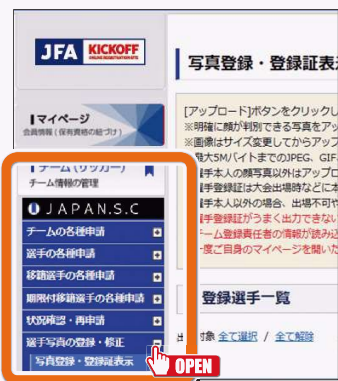 JFA KICKOFF
ONLINE REGISTRATION SITE
マイページ
会員情報(保有資格の紐づけ)
チーム(サッカー)
チーム情報の管理
JAPAN.S.C
チームの各種申請
選手の各種申請
移籍選手の各種申請
期限付移籍選手の各種申請
状況確認・再申請
選手写真の登録・修正
写真登録・登録証表示
OPEN
写真登録・登録証表
[アップロード]ボタンをクリックし
※明確に顔が判別できる写真をアッ
※画像はサイズ変更してからアップ
最大5MバイトまでのJPEG、GIF
選手本人の顔写真以外はアップロ
選手登録証は大会出場時などに本
選手本人以外の場合、出場不可や
選手登録証がうまく出力できない
チーム登録責任者の情報が読み込
一度ご自身のマイページを開いた
登録選手一覧
対象 全て選択 / 全て解除